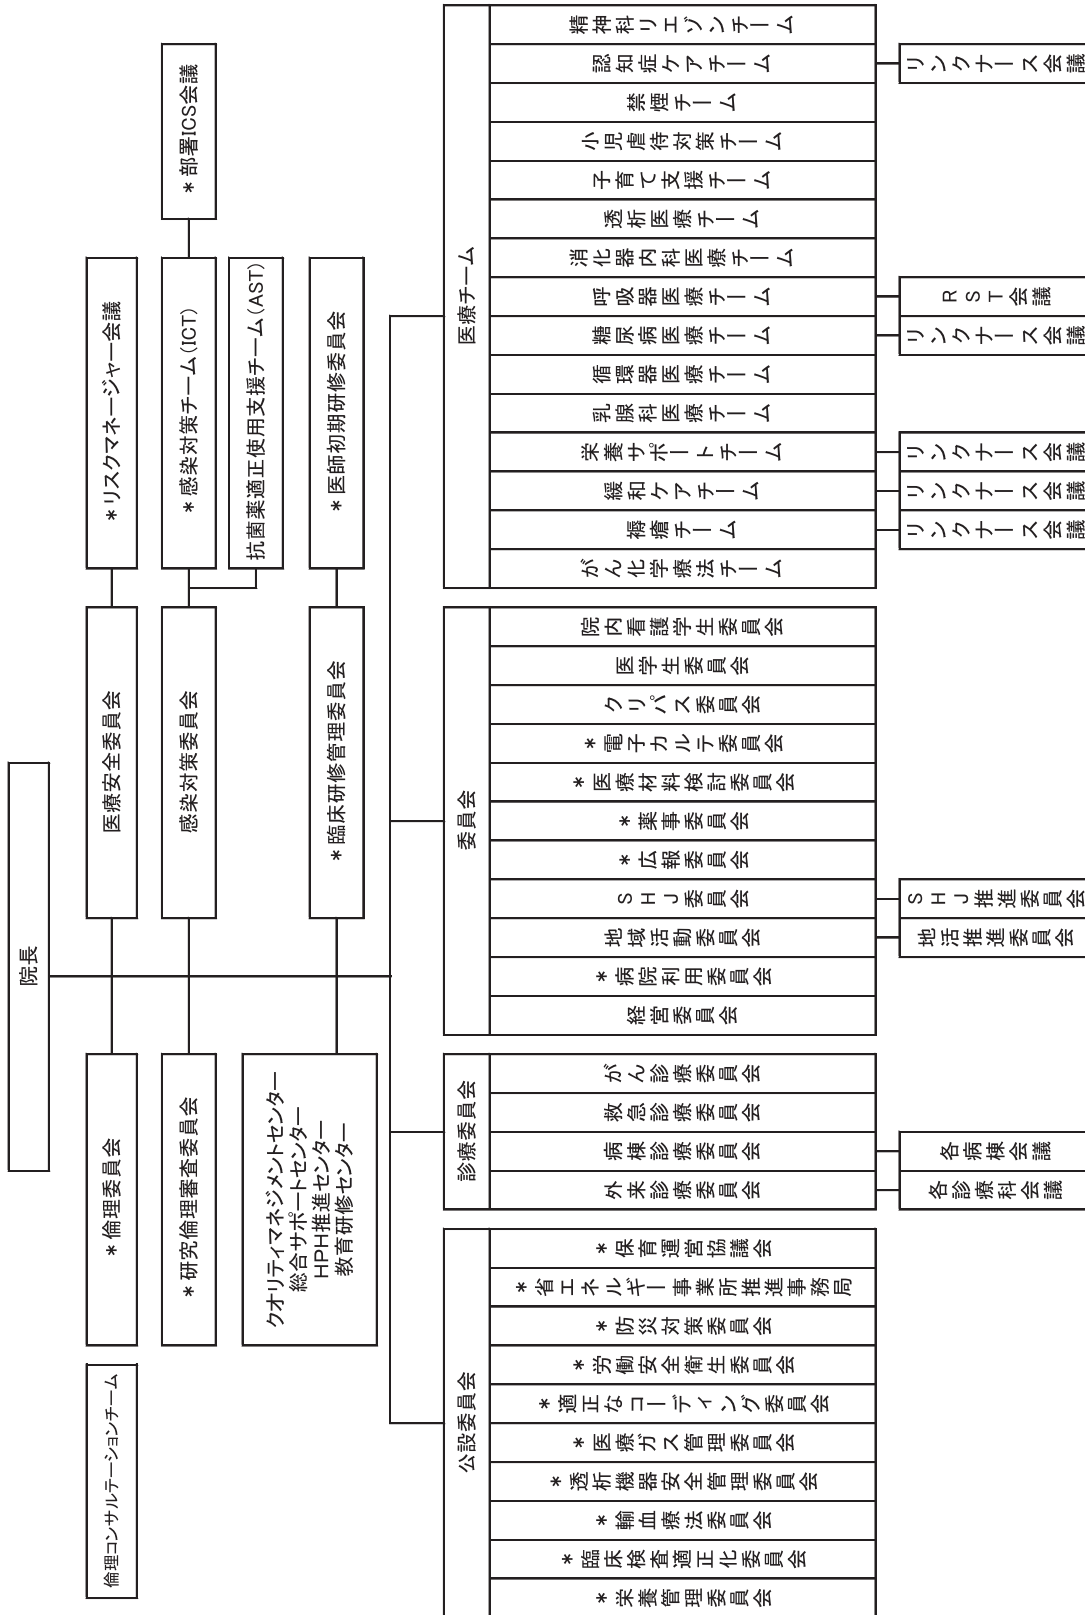 院長
倫理コンサルテーションチーム
*倫理委員会
医療安全委員会
*リスクマネージャー会議
*研究倫理審査委員会
感染対策委員会
*感染対策チーム(ICT)
*部署ICS会議
抗菌薬適正使用支援チーム(AST)
クオリティマネジメントセンター
総合サポートセンター
HPH推進センター
教育研修センター
*臨床研修管理委員会
*医師初期研修委員会
公設委員会
*栄養管理委員会
*臨床検査適正化委員会
*輸血療法委員会
*透析機器安全管理委員会
*医療ガス管理委員会
*適正なコーディング委員会
*労働安全衛生委員会
*防災対策委員会
*省エネルギー事業所推進事務局
*保育運営協議会
診療委員会
外来診療委員会
病棟診療委員会
救急診療委員会
がん診療委員会
各診療科会議
各病棟会議
委員会
経営委員会
*病院利用委員会
地域活動委員会
SHJ委員会
*広報委員会
*薬事委員会
*医療材料検討委員会
*電子カルテ委員会
クリパス委員会
医学生委員会
院内看護学生委員会
地活推進委員会
SHJ推進委員会
医療チーム
がん化学療法チーム
褥瘡チーム
緩和ケアチーム
栄養サポートチーム
乳腺科医療チーム
循環器医療チーム
糖尿病医療チーム
呼吸器医療チーム
消化器内科医療チーム
透析医療チーム
子育て支援チーム
小児虐待対策チーム
禁煙チーム
認知症ケアチーム
精神科リエゾンチーム
リンクナース会議
リンクナース会議
リンクナース会議
リンクナース会議
RST会議
リンクナース会議